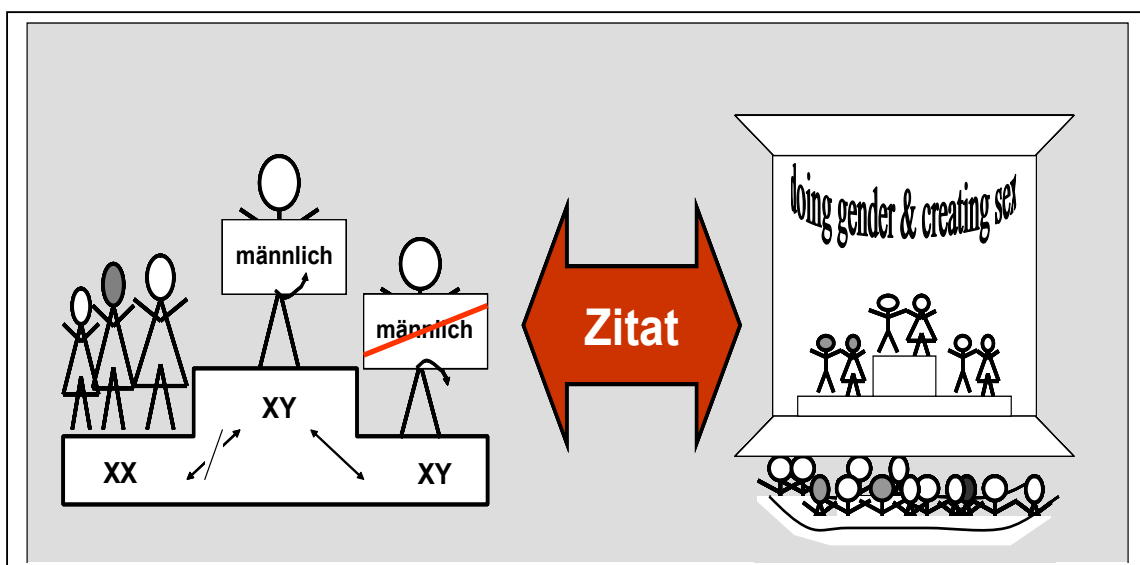 männlich
männlich
XY
XX
XY
Zitat
doing gender & creating sex